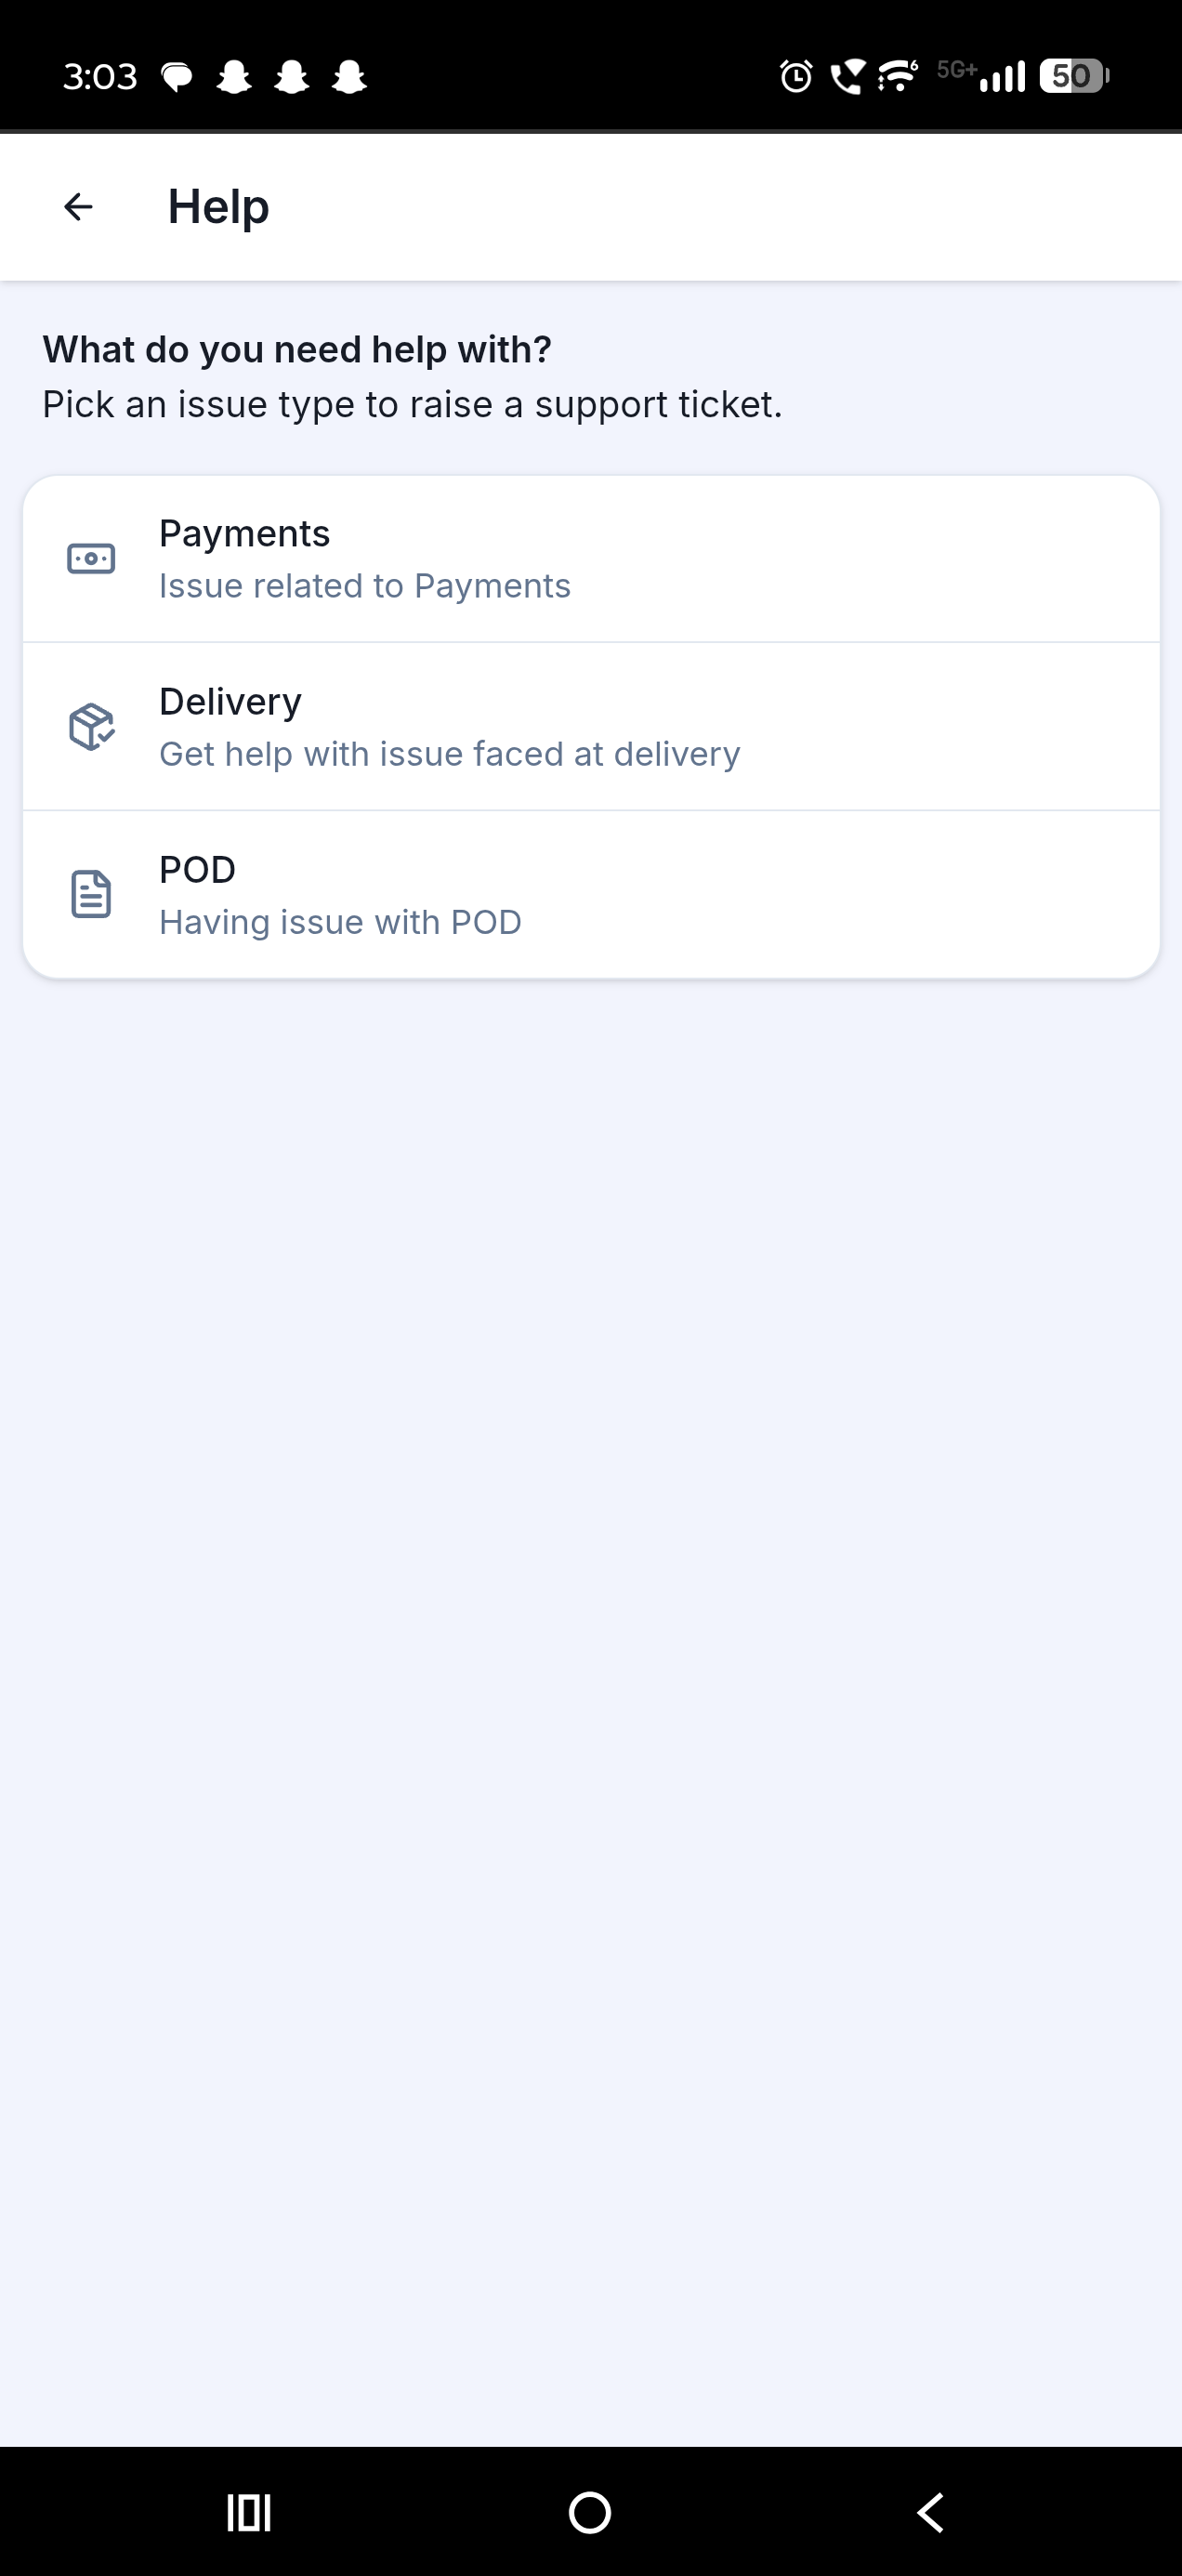 3:03
6
5G+
50
Help
What do you need help with?
Pick an issue type to raise a support ticket.
Payments
Issue related to Payments
Delivery
Get help with issue faced at delivery
POD
Having issue with POD